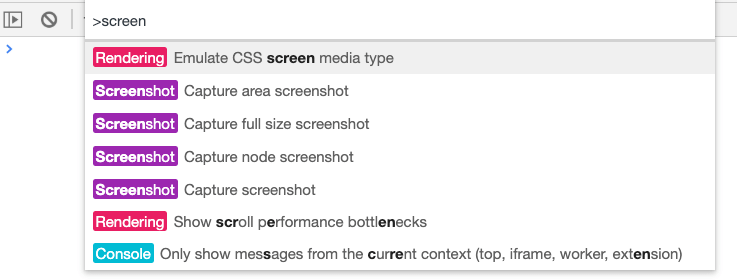 >screen
Rendering Emulate CSS screen media type
Screenshot Capture area screenshot
Screenshot Capture full size screenshot
Screenshot Capture node screenshot
Screenshot Capture screenshot
Rendering Show scroll performance bottlenecks
Console Only show messages from the current context (top, iframe, worker, extension)